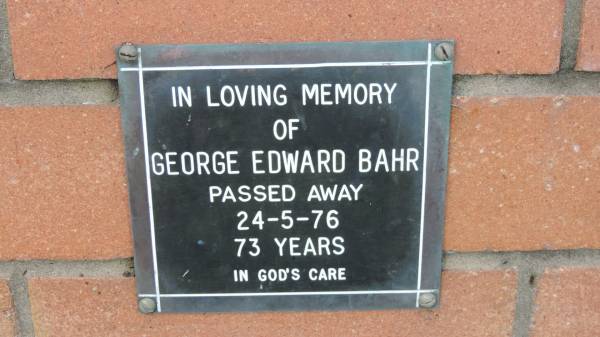 IN LOVING MEMORY
OF
GEORGE EDWARD BAHR
PASSED AWAY
24-5-76
73 YEARS
IN GOD'S CARE